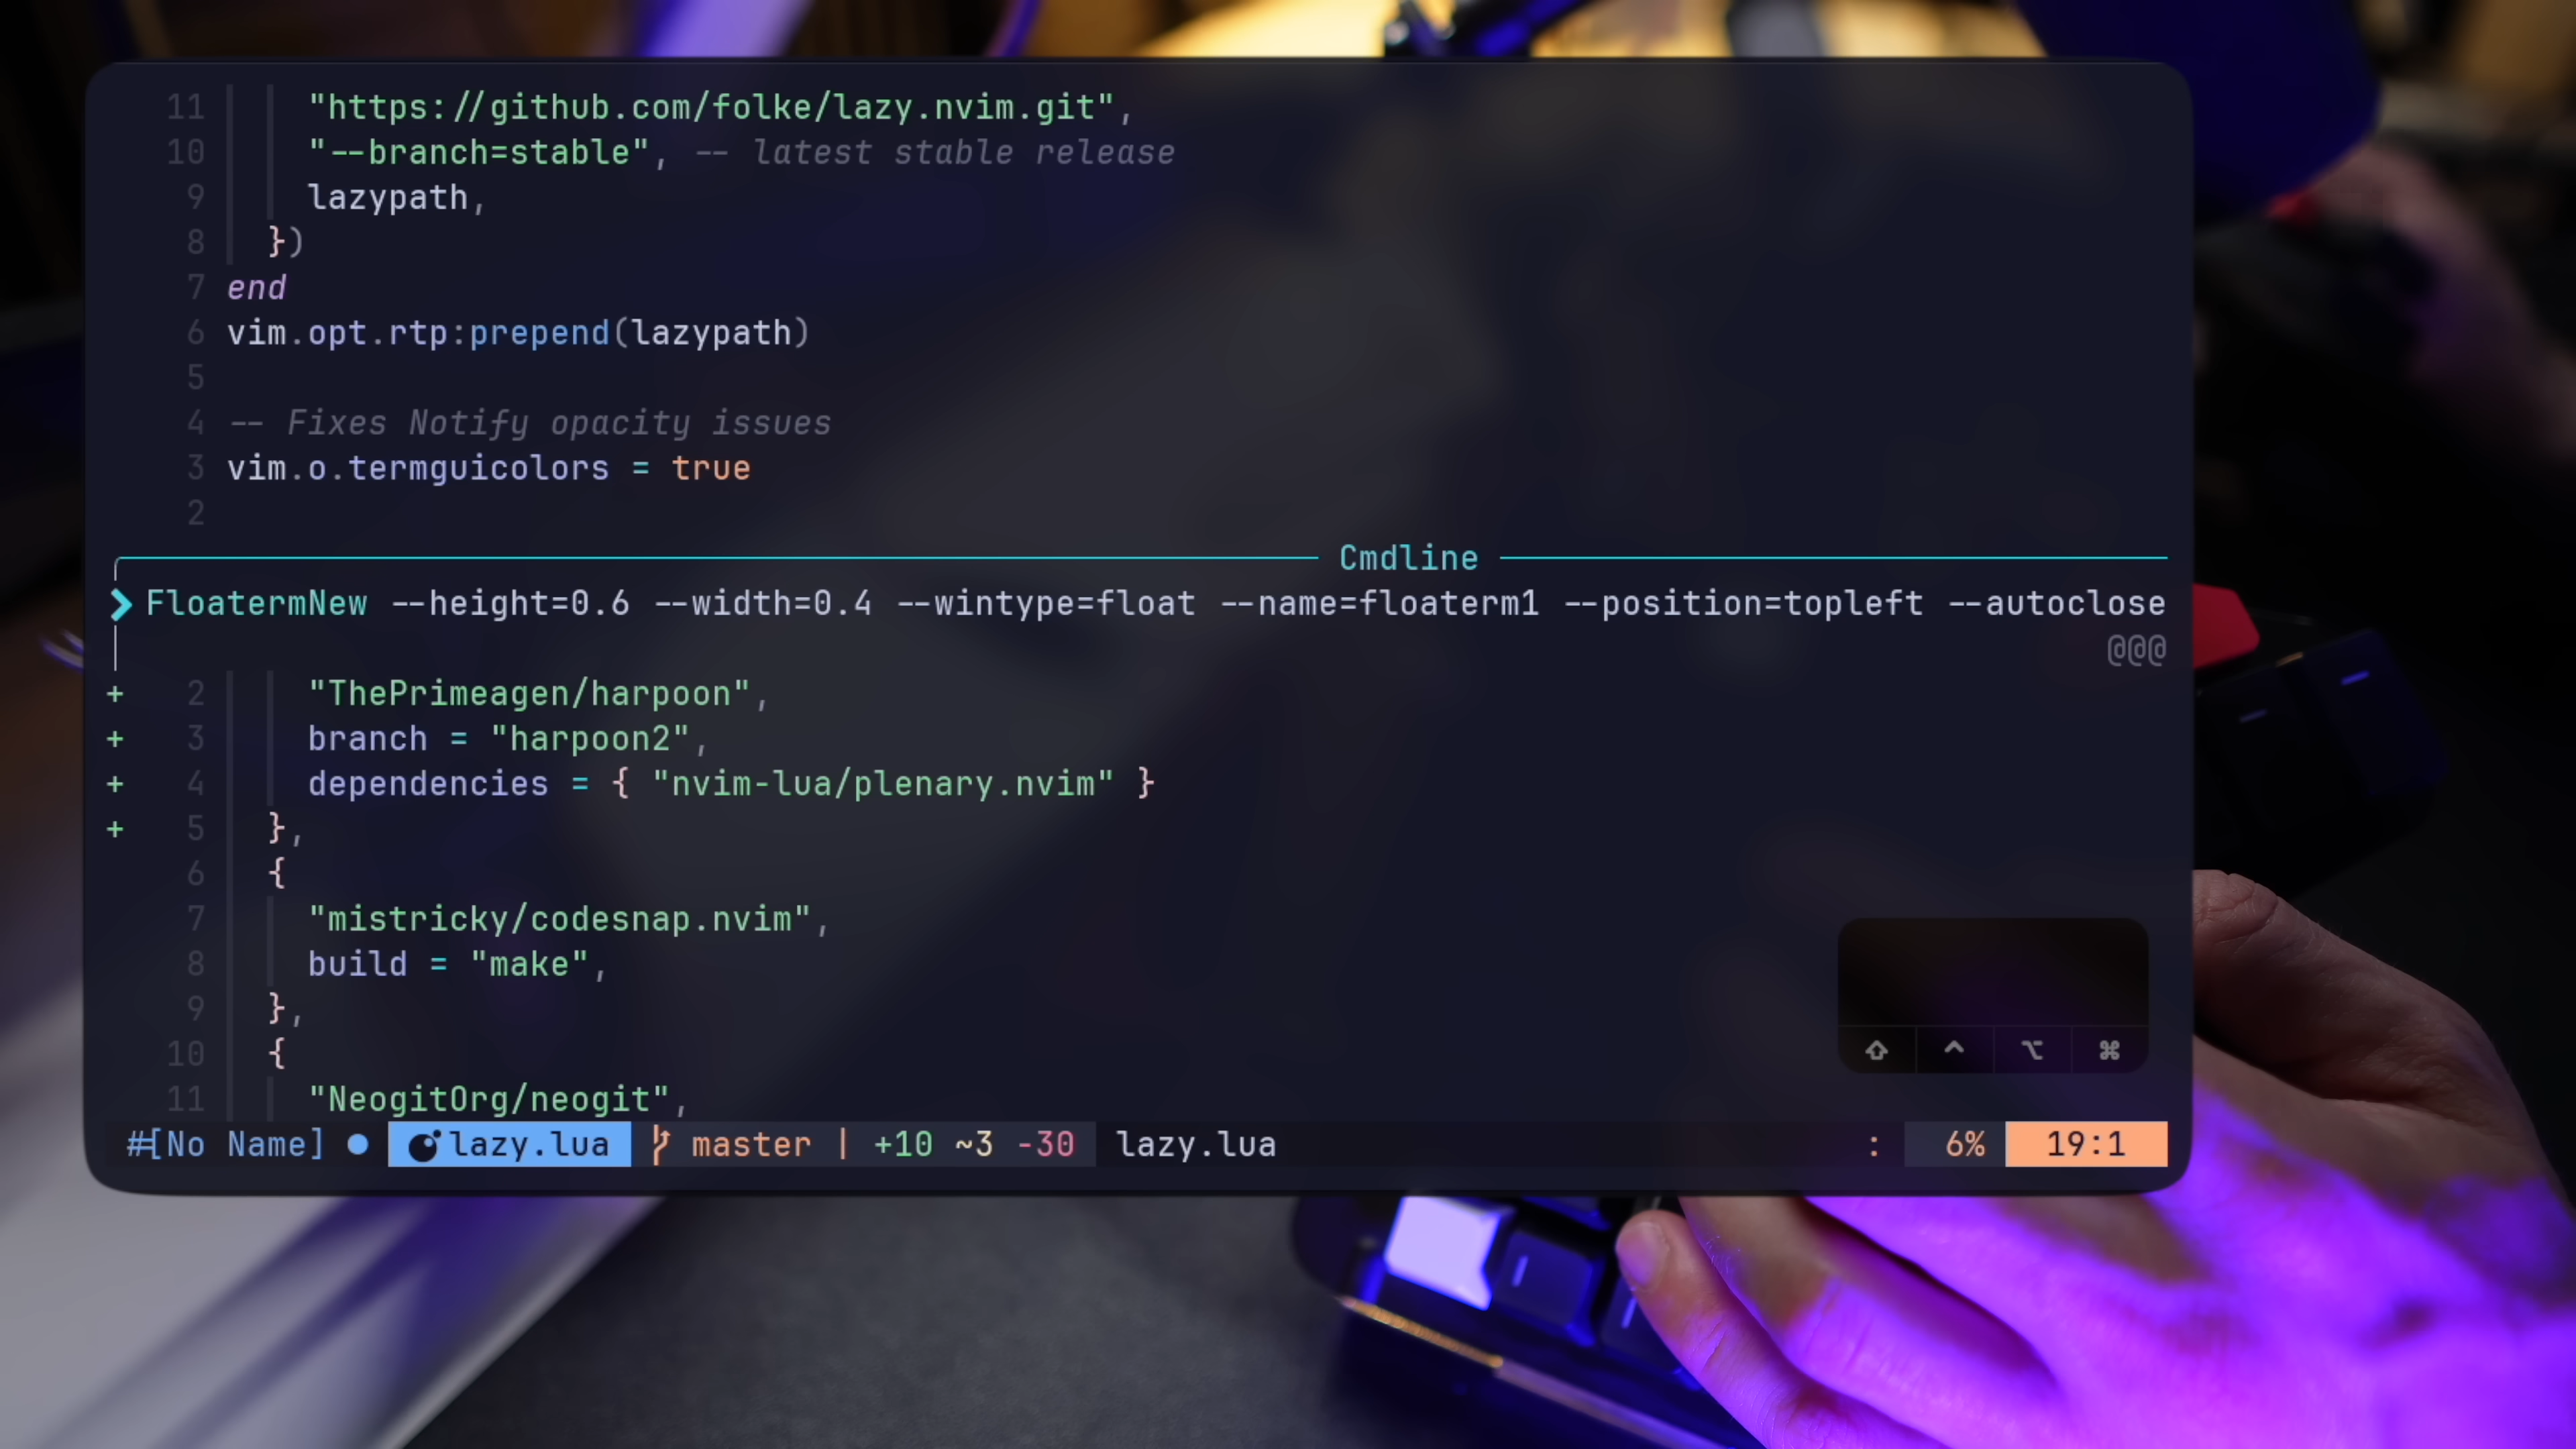 11 "https://github.com/folke/lazy.nvim.git",
10 "--branch=stable", -- latest stable release
9 lazypath,
8 })
7 end
6 vim.opt.rtp:prepend(lazypath)
5
4 -- Fixes Notify opacity issues
3 vim.o.termguicolors = true
2
Cmdline
FloatermNew --height=0.6 --width=0.4 --wintype=float --name=floaterm1 --position=topleft --autoclose
@@@
+ 2 "ThePrimeagen/harpoon",
+ 3 branch = "harpoon2",
+ 4 dependencies = { "nvim-lua/plenary.nvim" }
+ 5 },
6 {
7 "mistricky/codesnap.nvim",
8 build = "make",
9 },
10 {
11 "NeogitOrg/neogit",
⇧ ^ ⌥ ⌘
#[No Name] ● lazy.lua master | +10 ~3 -30 lazy.lua : 6% 19:1